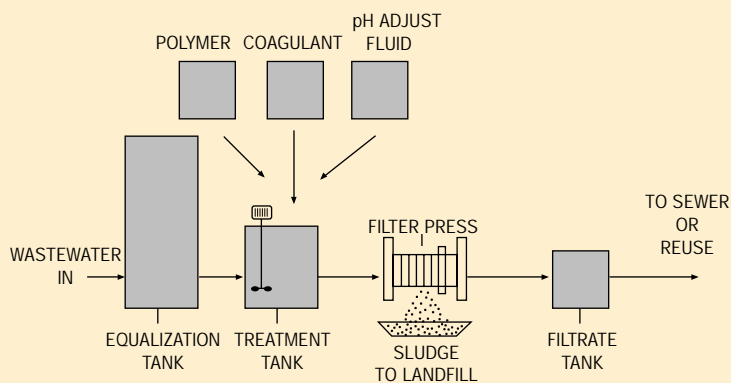 pH ADJUST
FLUID
POLYMER
COAGULANT
TO SEWER
OR
REUSE
FILTER PRESS
WASTEWATER
IN
EQUALIZATION
TANK
TREATMENT
TANK
SLUDGE
TO LANDFILL
FILTRATE
TANK